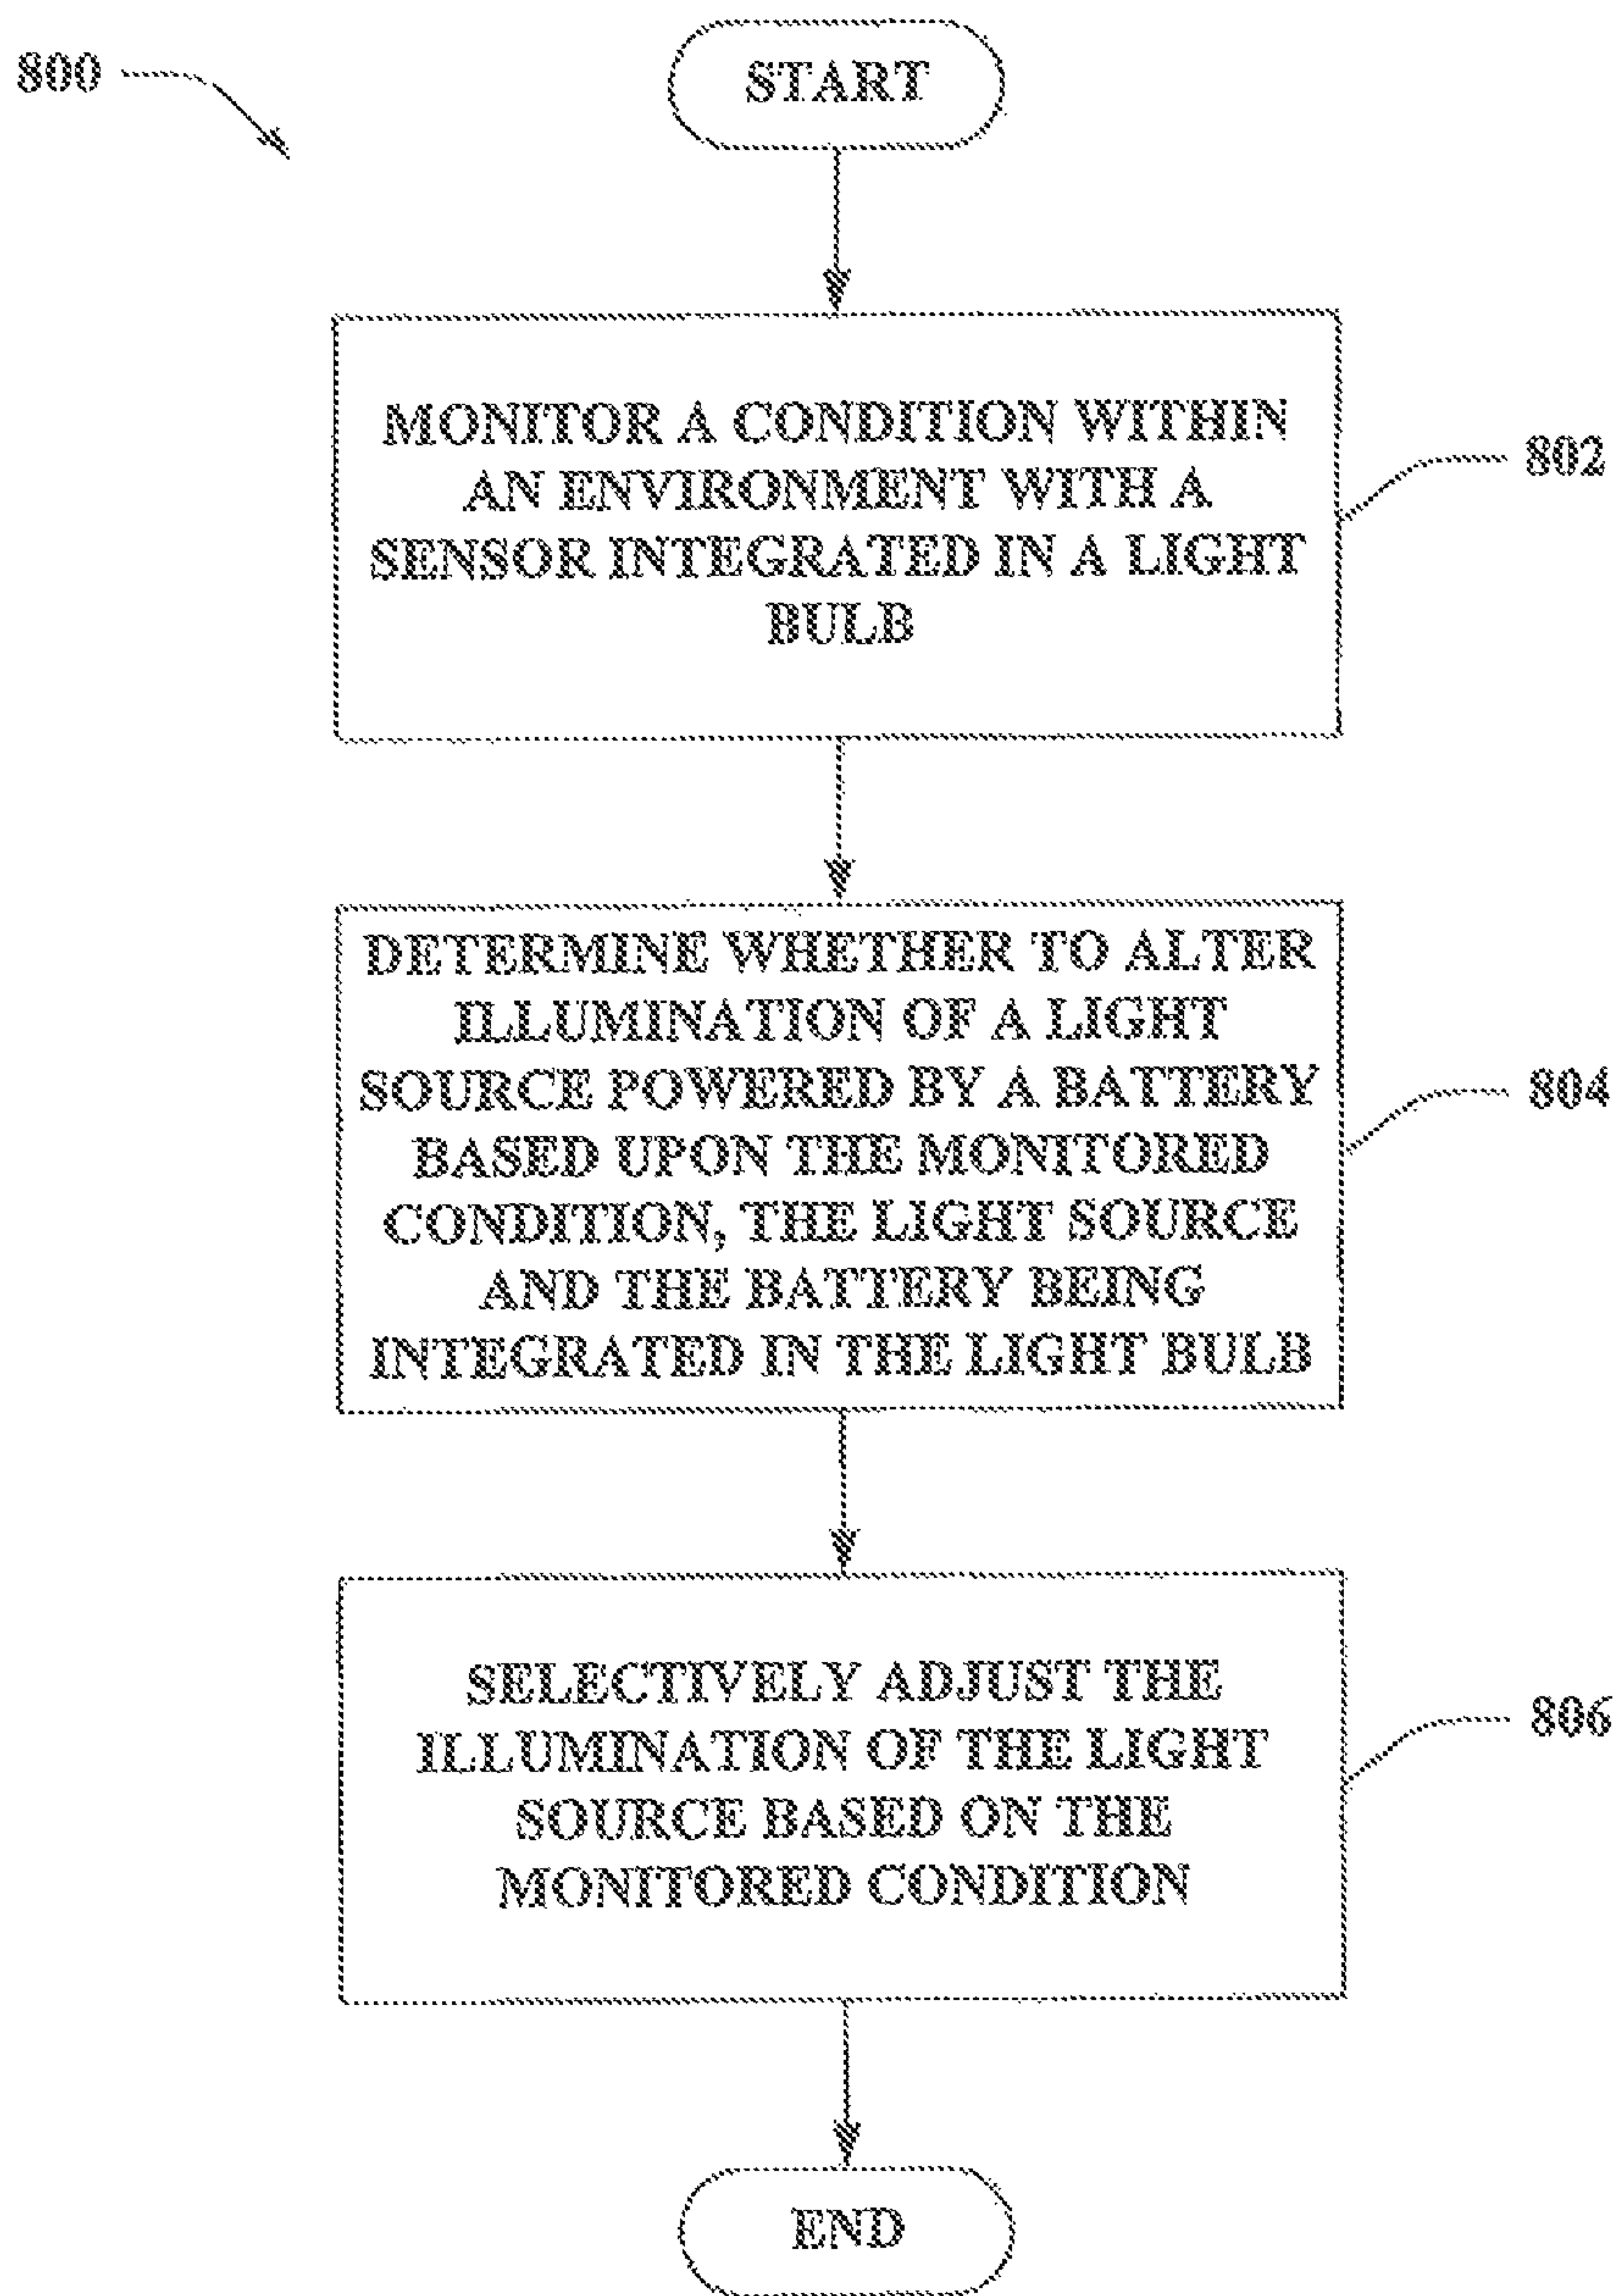 800
START
MONITOR A CONDITION WITHIN
AN ENVIRONMENT WITH A
SENSOR INTEGRATED IN A LIGHT
BULB
802
DETERMINE WHETHER TO ALTER
ILLUMINATION OF A LIGHT
SOURCE POWERED BY A BATTERY
BASED UPON THE MONITORED
CONDITION, THE LIGHT SOURCE
AND THE BATTERY BEING
INTEGRATED IN THE LIGHT BULB
804
SELECTIVELY ADJUST THE
ILLUMINATION OF THE LIGHT
SOURCE BASED ON THE
MONITORED CONDITION
806
END